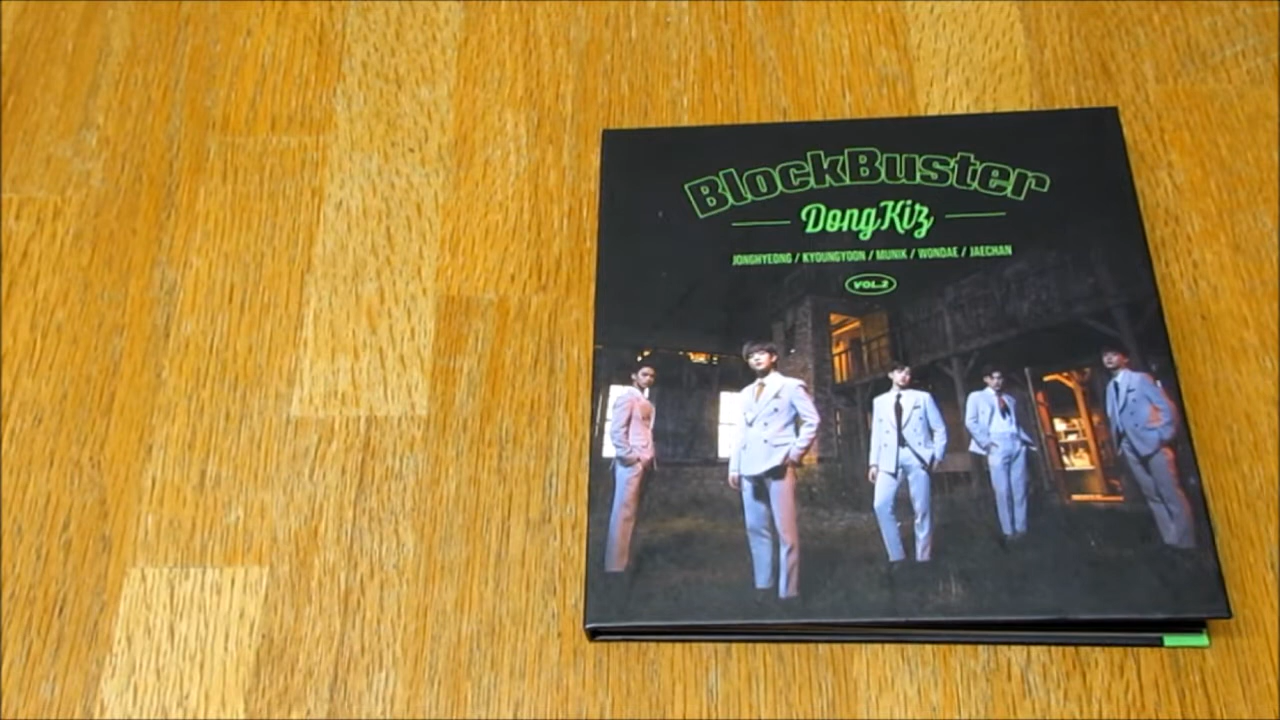 BlockBuster
DongKiz
JONGHYEONG / KYOUNGYOON / MUNIK / WONDAE / JAECHAN
VOL.2